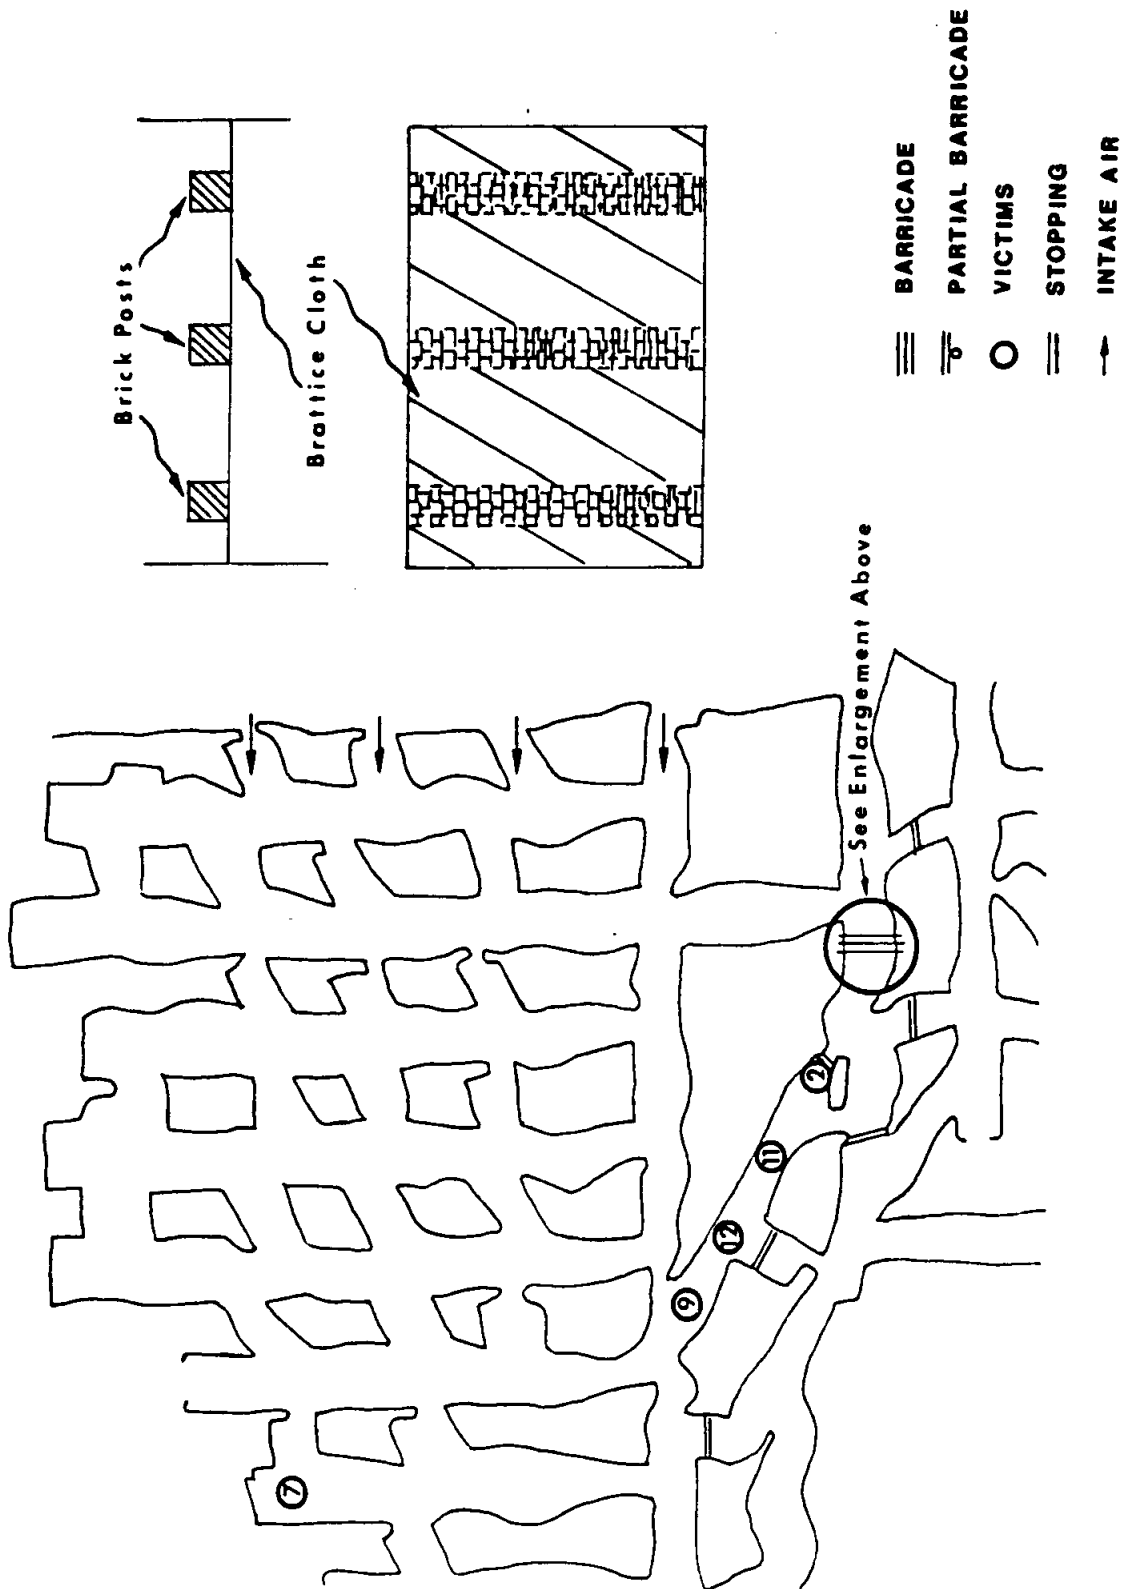 Brick Posts
Brattice Cloth
See Enlargement Above
7
9
12
11
2
BARRICADE
PARTIAL BARRICADE
VICTIMS
STOPPING
INTAKE AIR